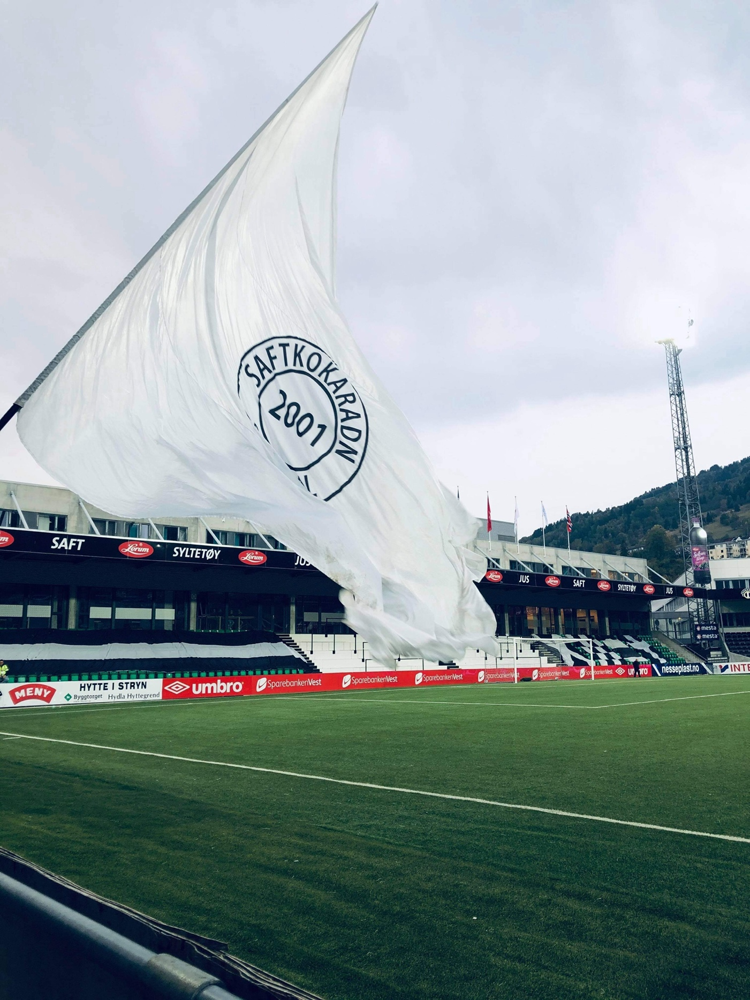 SAFTKOKARADN
2001
SAFT
Lerum
SYLTETØY
Lerum
JUS
Lerum
JUS
Lerum
SAFT
Lerum
SYLTETØY
Lerum
JUS
Lerum
Lerum
mesta
mesta
MENY
HYTTE I STRYN
Byggtorget
Hydla Hyttegrend
umbro
SparebankenVest
SparebankenVest
SparebankenVest
SparebankenVest
SparebankenVest
SparebankenVest
umbro
nesseplast.no
INTE